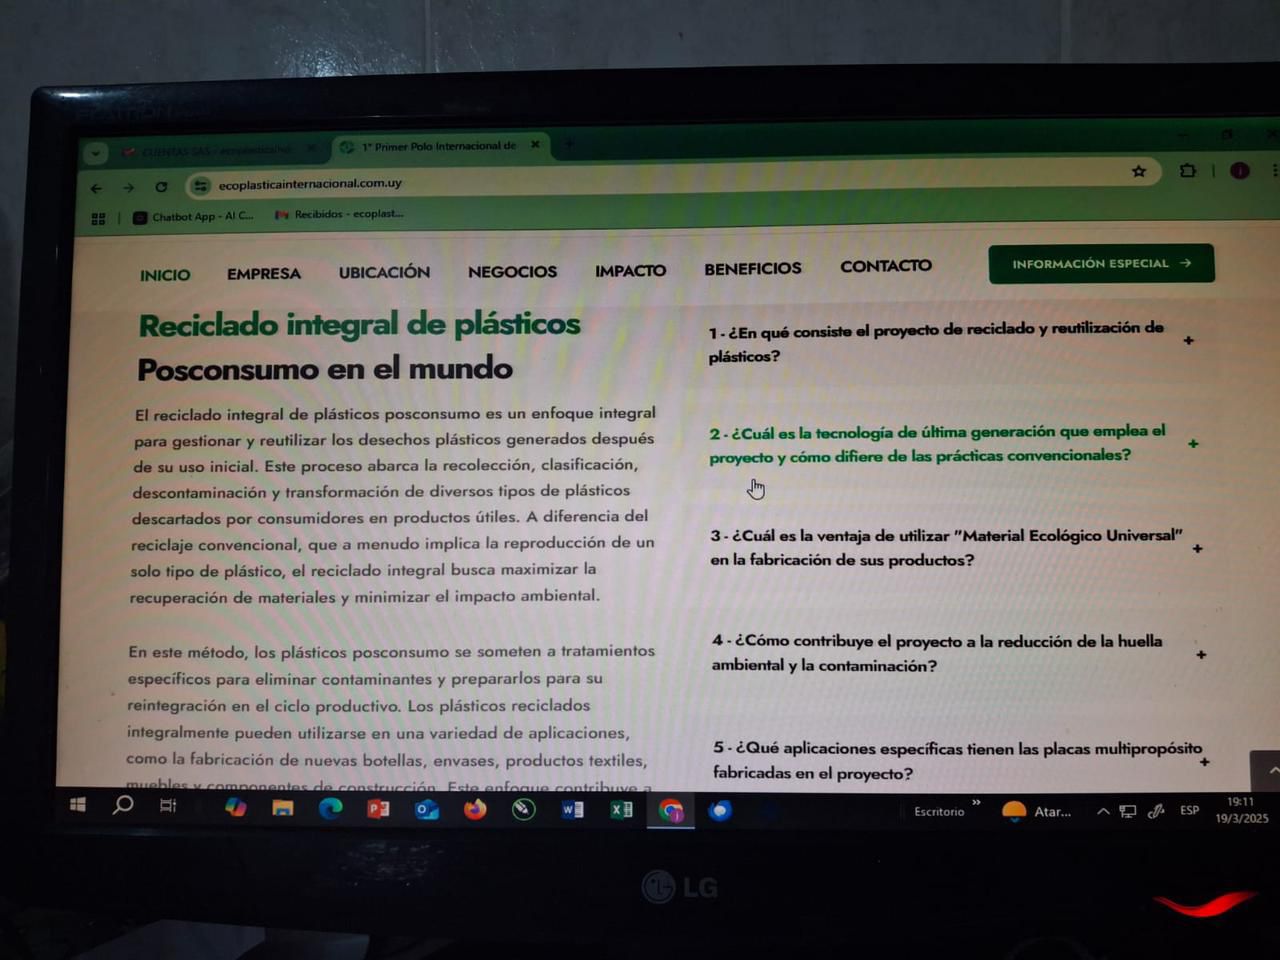 CUENTAS SAS - ecoplasticaint
1° Primer Polo Internacional de
ecoplasticainternacional.com.uy
Chatbot App - AI C...
Recibidos - ecoplast...
INICIO
EMPRESA
UBICACIÓN
NEGOCIOS
IMPACTO
BENEFICIOS
CONTACTO
INFORMACIÓN ESPECIAL →
Reciclado integral de plásticos
Posconsumo en el mundo
El reciclado integral de plásticos posconsumo es un enfoque integral
para gestionar y reutilizar los desechos plásticos generados después
de su uso inicial. Este proceso abarca la recolección, clasificación,
descontaminación y transformación de diversos tipos de plásticos
descartados por consumidores en productos útiles. A diferencia del
reciclaje convencional, que a menudo implica la reproducción de un
solo tipo de plástico, el reciclado integral busca maximizar la
recuperación de materiales y minimizar el impacto ambiental.
En este método, los plásticos posconsumo se someten a tratamientos
específicos para eliminar contaminantes y prepararlos para su
reintegración en el ciclo productivo. Los plásticos reciclados
integralmente pueden utilizarse en una variedad de aplicaciones,
como la fabricación de nuevas botellas, envases, productos textiles,
muebles y componentes de construcción. Este enfoque contribuye a
1 - ¿En qué consiste el proyecto de reciclado y reutilización de
plásticos?
+
2 - ¿Cuál es la tecnología de última generación que emplea el
proyecto y cómo difiere de las prácticas convencionales?
+
3 - ¿Cuál es la ventaja de utilizar "Material Ecológico Universal"
en la fabricación de sus productos?
+
4 - ¿Cómo contribuye el proyecto a la reducción de la huella
ambiental y la contaminación?
+
5 - ¿Qué aplicaciones específicas tienen las placas multipropósito
fabricadas en el proyecto?
+
Escritorio
Atar...
ESP
19:11
19/3/2025
LG